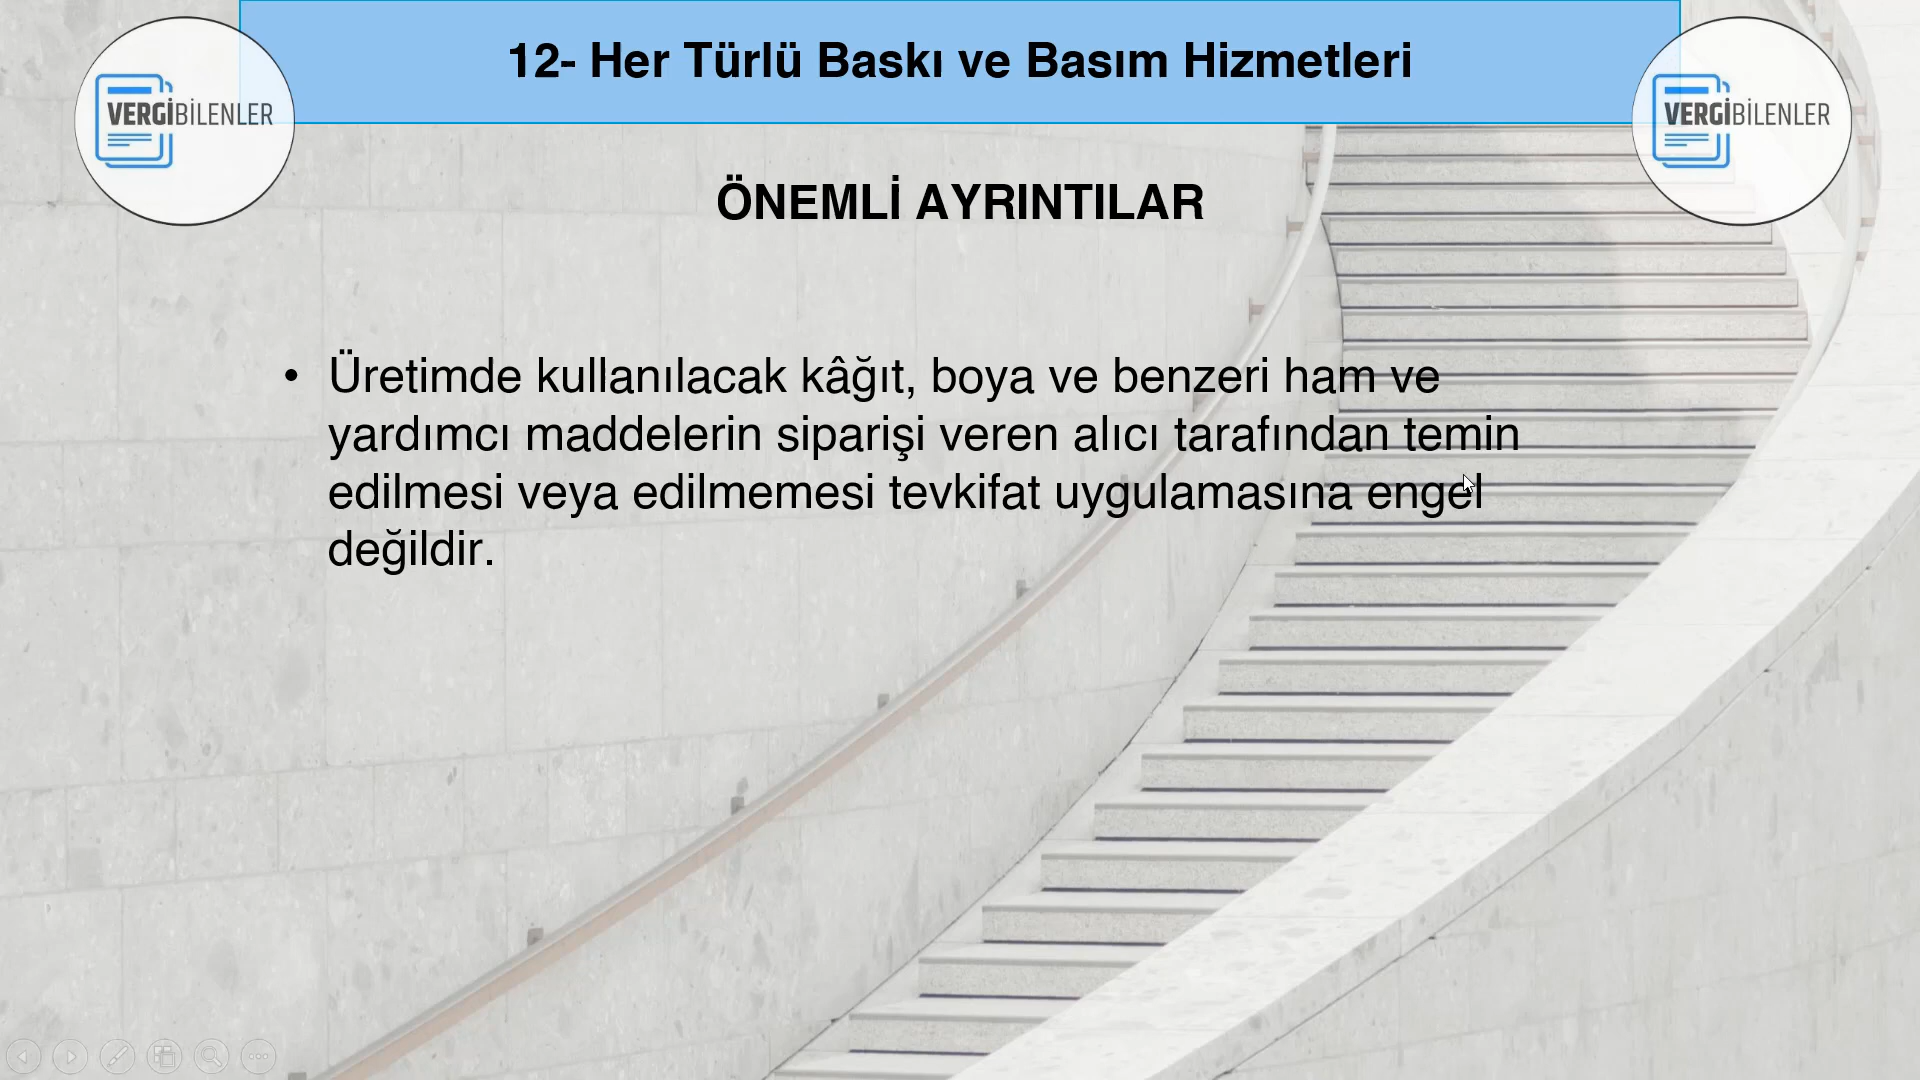 12- Her Türlü Baskı ve Basım Hizmetleri
VERGİBİLENLER
VERGİBİLENLER
ÖNEMLİ AYRINTILAR
• Üretimde kullanılacak kâğıt, boya ve benzeri ham ve
yardımcı maddelerin siparişi veren alıcı tarafından temin
edilmesi veya edilmemesi tevkifat uygulamasına engel
değildir.